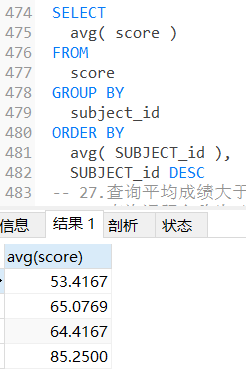 474 SELECT
475 avg( score )
476 FROM
477 score
478 GROUP BY
479 subject_id
480 ORDER BY
481 avg( SUBJECT_id ),
482 SUBJECT_id DESC
483 -- 27.查询平均成绩大于
信息 结果 1 剖析 状态
avg(score)
53.4167
65.0769
64.4167
85.2500